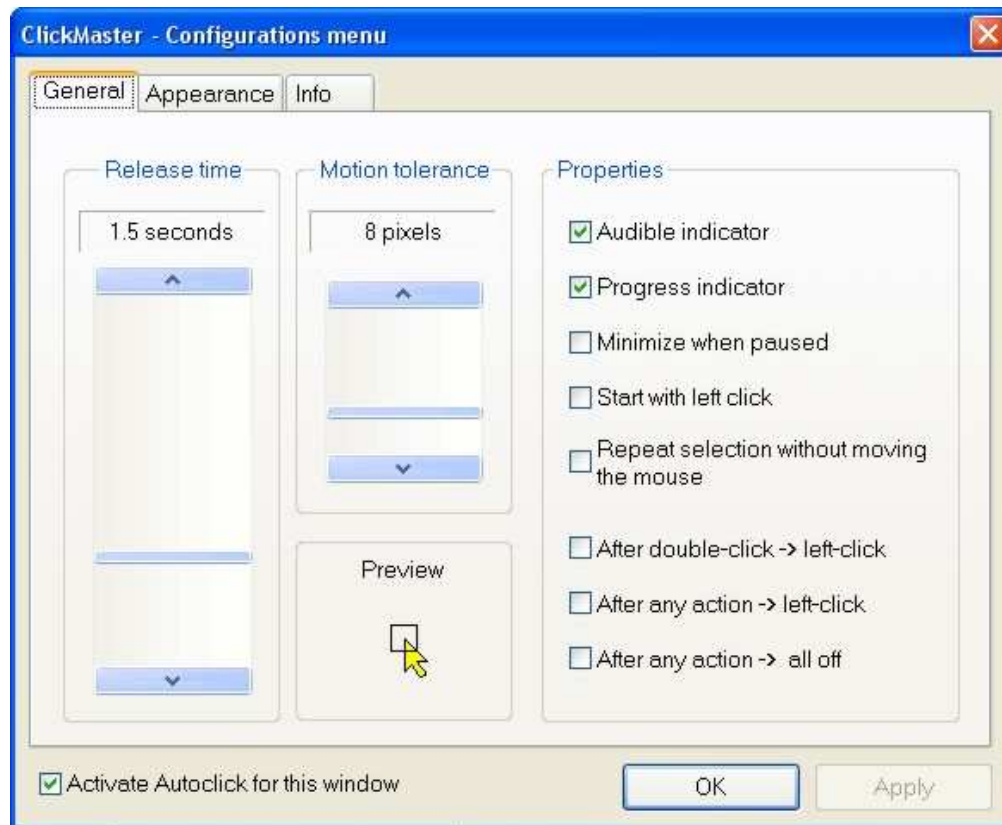 ClickMaster - Configurations menu
General
Appearance
Info
Release time
1.5 seconds
Motion tolerance
8 pixels
Preview
Properties
Audible indicator
Progress indicator
Minimize when paused
Start with left click
Repeat selection without moving
the mouse
After double-click -> left-click
After any action -> left-click
After any action -> all off
Activate Autoclick for this window
OK
Apply